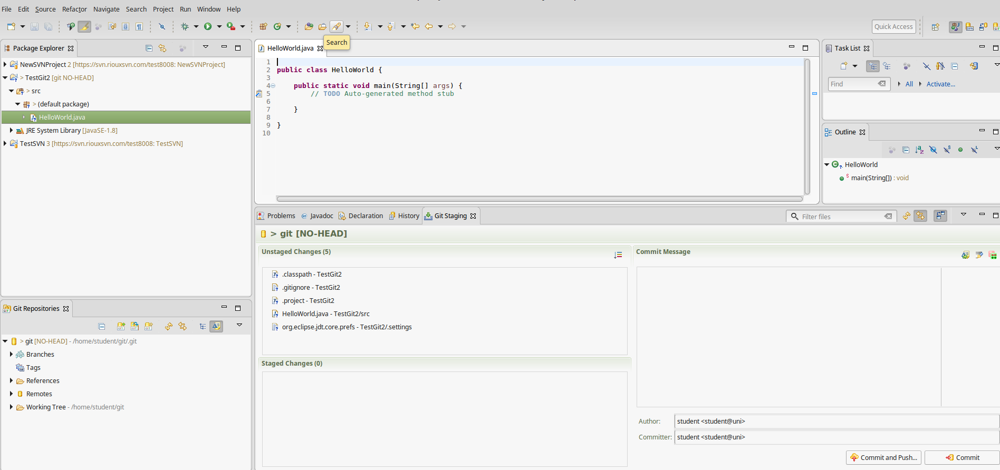 File Edit Source Refactor Navigate Search Project Run Window Help
Quick Access
Search
Package Explorer
NewSVNProject 2 [https://svn.riouxsvn.com/test8008: NewSVNProject]
> TestGit2 [git NO-HEAD]
> src
> (default package)
HelloWorld.java
JRE System Library [JavaSE-1.8]
TestSVN 3 [https://svn.riouxsvn.com/test8008: TestSVN]
HelloWorld.java
1
2 public class HelloWorld {
3
4 public static void main(String[] args) {
5 // TODO Auto-generated method stub
6
7 }
8
9 }
10
Task List
Find
All
Activate...
Outline
HelloWorld
main(String[]) : void
Problems @ Javadoc Declaration History Git Staging
Filter files
> git [NO-HEAD]
Unstaged Changes (5)
.classpath - TestGit2
.gitignore - TestGit2
.project - TestGit2
HelloWorld.java - TestGit2/src
org.eclipse.jdt.core.prefs - TestGit2/.settings
Staged Changes (0)
Commit Message
Author: student <student@uni>
Committer: student <student@uni>
Commit and Push...
Commit
Git Repositories
> git [NO-HEAD] - /home/student/git/.git
Branches
Tags
References
Remotes
Working Tree - /home/student/git